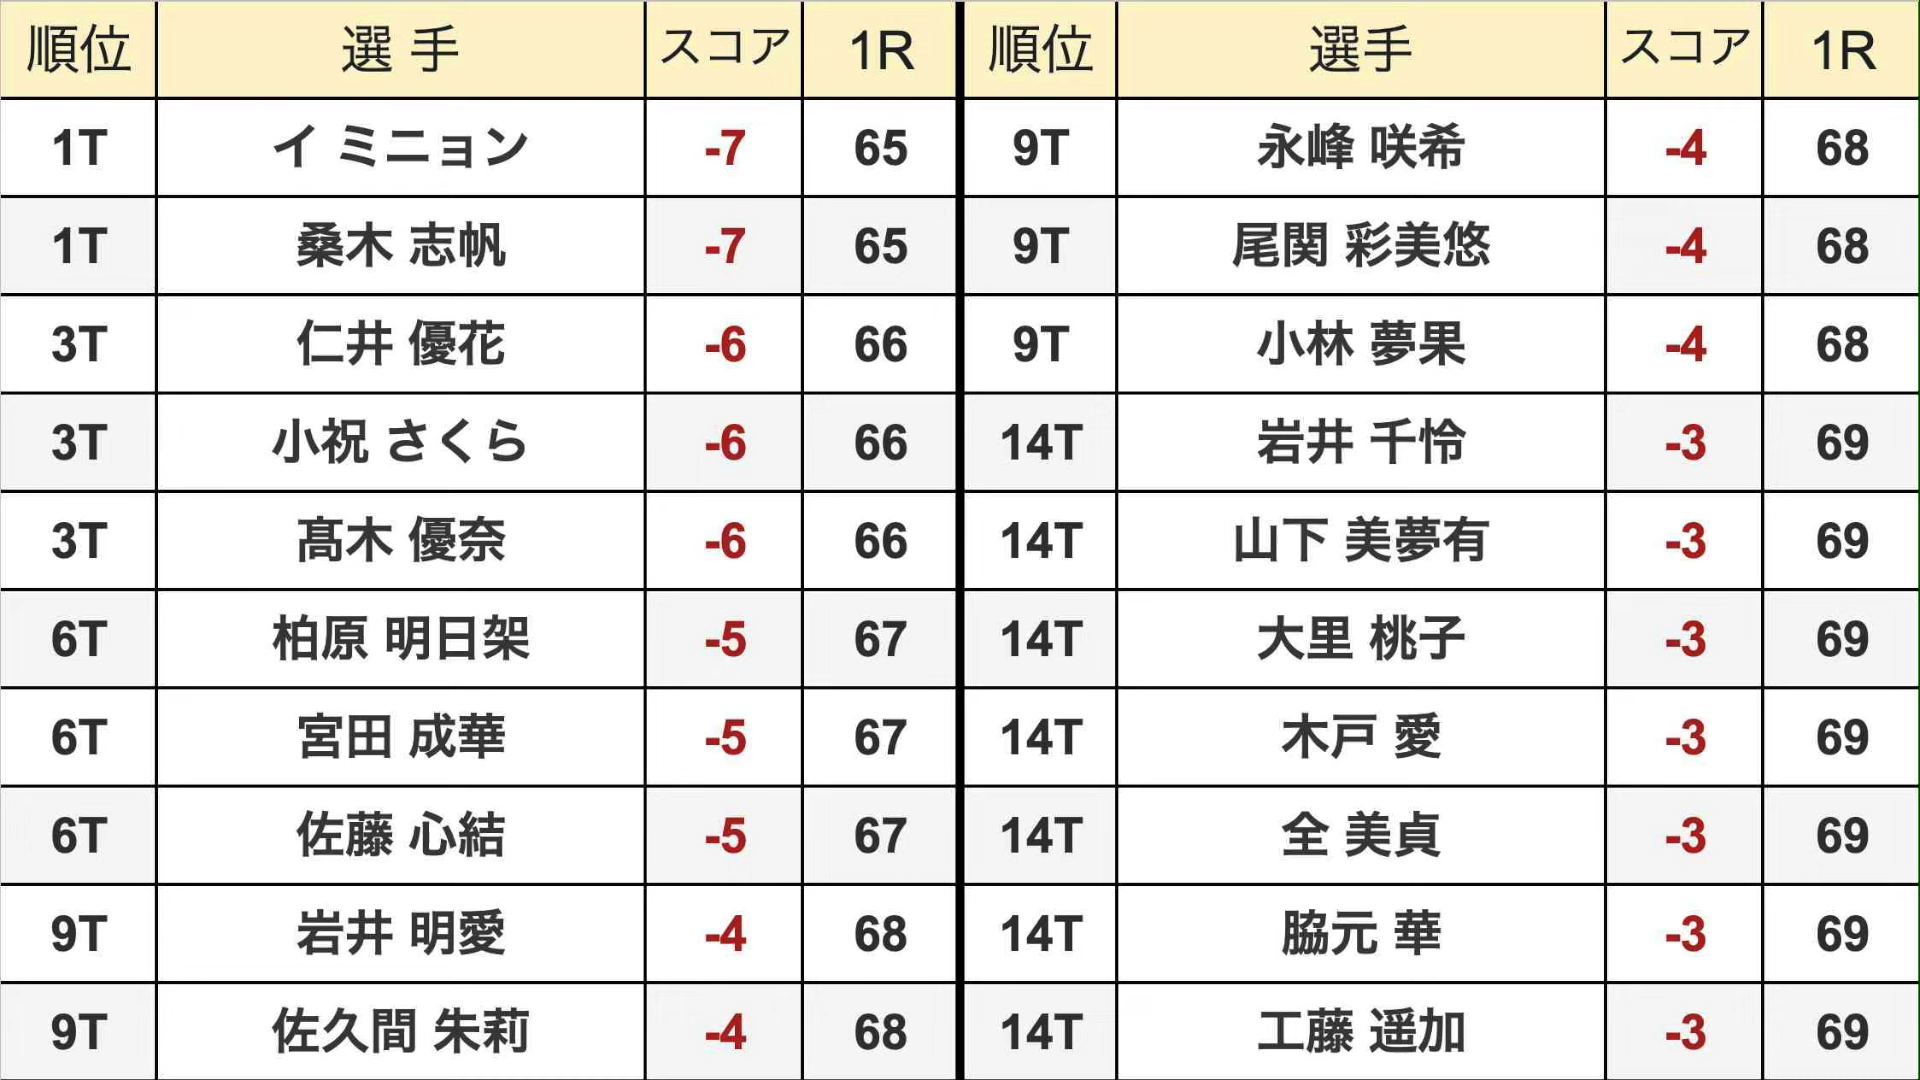 順位 選 手 スコア 1R 順位 選手 スコア 1R
1T イ ミニョン -7 65 9T 永峰 咲希 -4 68
1T 桑木 志帆 -7 65 9T 尾関 彩美悠 -4 68
3T 仁井 優花 -6 66 9T 小林 夢果 -4 68
3T 小祝 さくら -6 66 14T 岩井 千怜 -3 69
3T 髙木 優奈 -6 66 14T 山下 美夢有 -3 69
6T 柏原 明日架 -5 67 14T 大里 桃子 -3 69
6T 宮田 成華 -5 67 14T 木戸 愛 -3 69
6T 佐藤 心結 -5 67 14T 全 美貞 -3 69
9T 岩井 明愛 -4 68 14T 脇元 華 -3 69
9T 佐久間 朱莉 -4 68 14T 工藤 遥加 -3 69